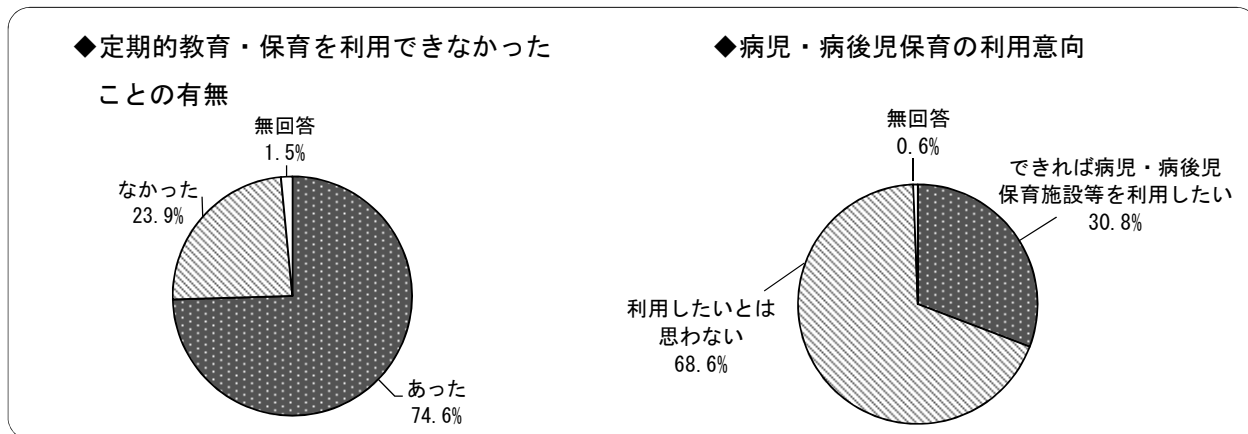 ◆定期的教育・保育を利用できなかった
ことの有無
無回答
1.5%
なかった
23.9%
あった
74.6%
◆病児・病後児保育の利用意向
無回答
0.6%
できれば病児・病後児
保育施設等を利用したい
30.8%
利用したいとは
思わない
68.6%